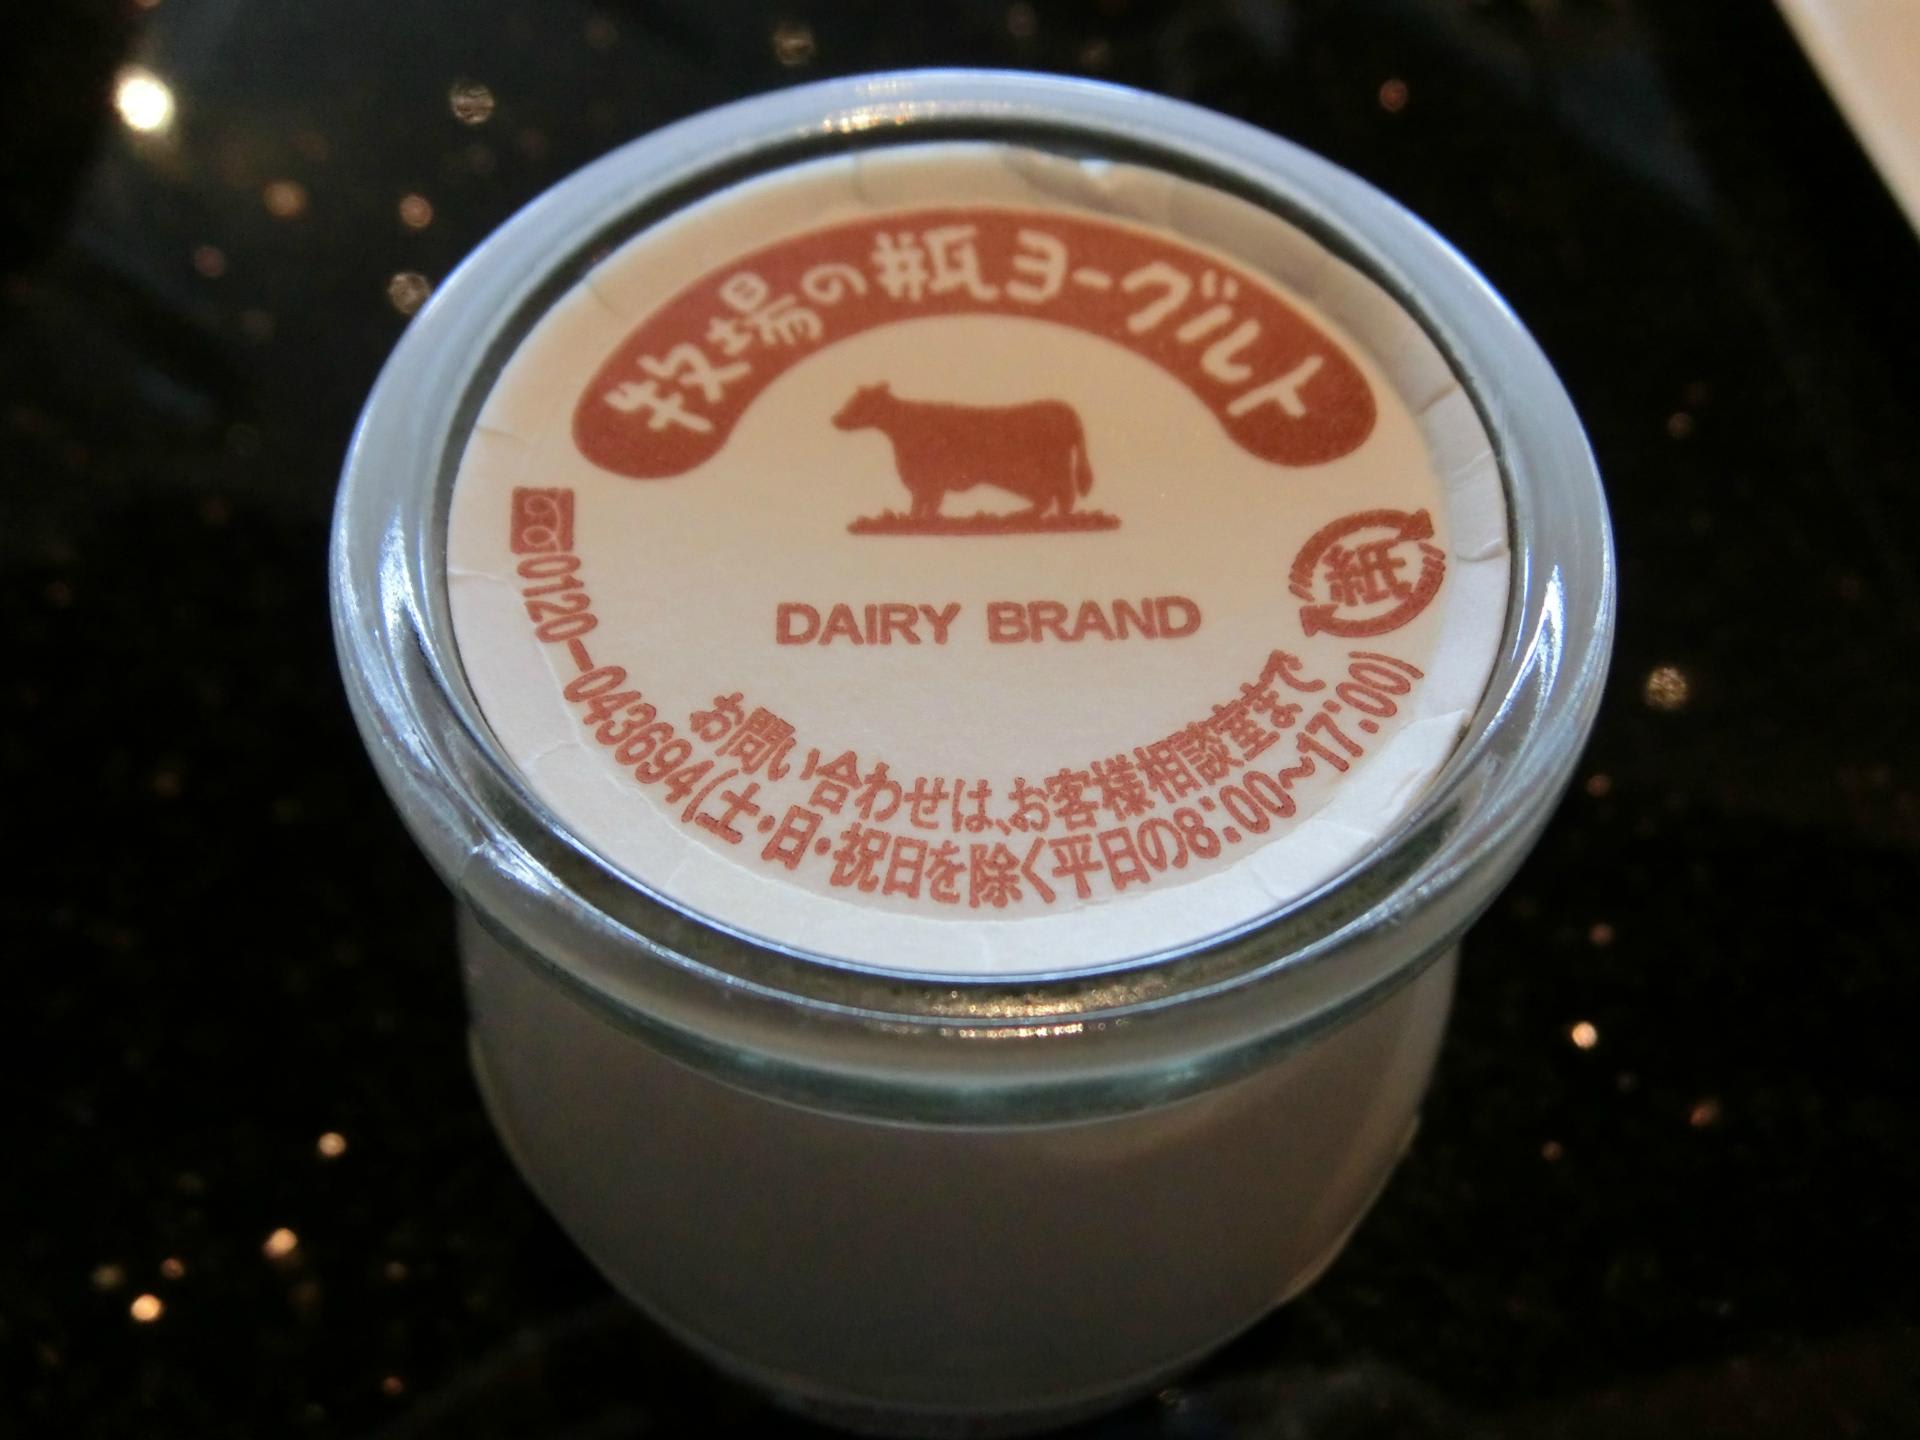 牧場の瓶ヨーグルト
DAIRY BRAND
紙
お問い合わせは、お客様相談室まで
0120-043694(土・日・祝日を除く平日の8:00~17:00)